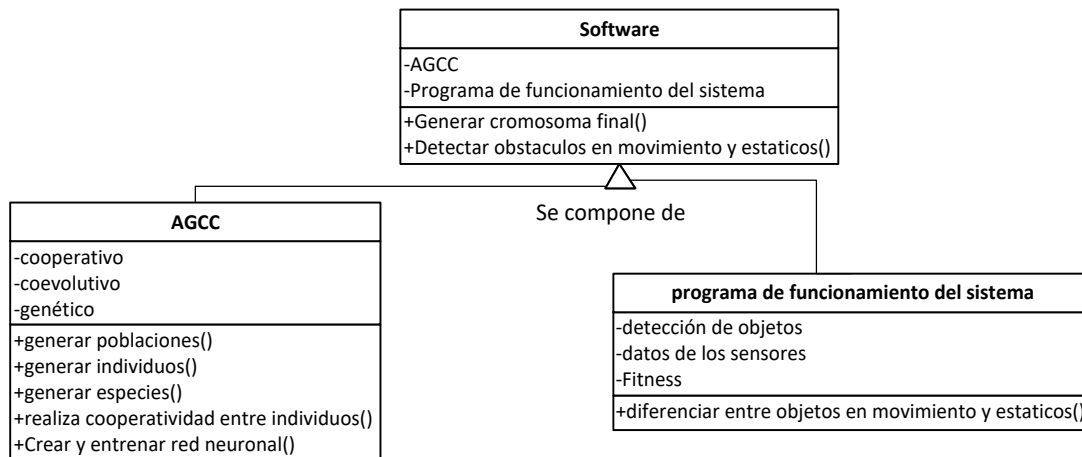 Software
-AGCC
-Programa de funcionamiento del sistema
+Generar cromosoma final()
+Detectar obstaculos en movimiento y estaticos()
Se compone de
AGCC
-cooperativo
-coevolutivo
-genético
+generar poblaciones()
+generar individuos()
+generar especies()
+realiza cooperatividad entre individuos()
+Crear y entrenar red neuronal()
programa de funcionamiento del sistema
-detección de objetos
-datos de los sensores
-Fitness
+diferenciar entre objetos en movimiento y estaticos()